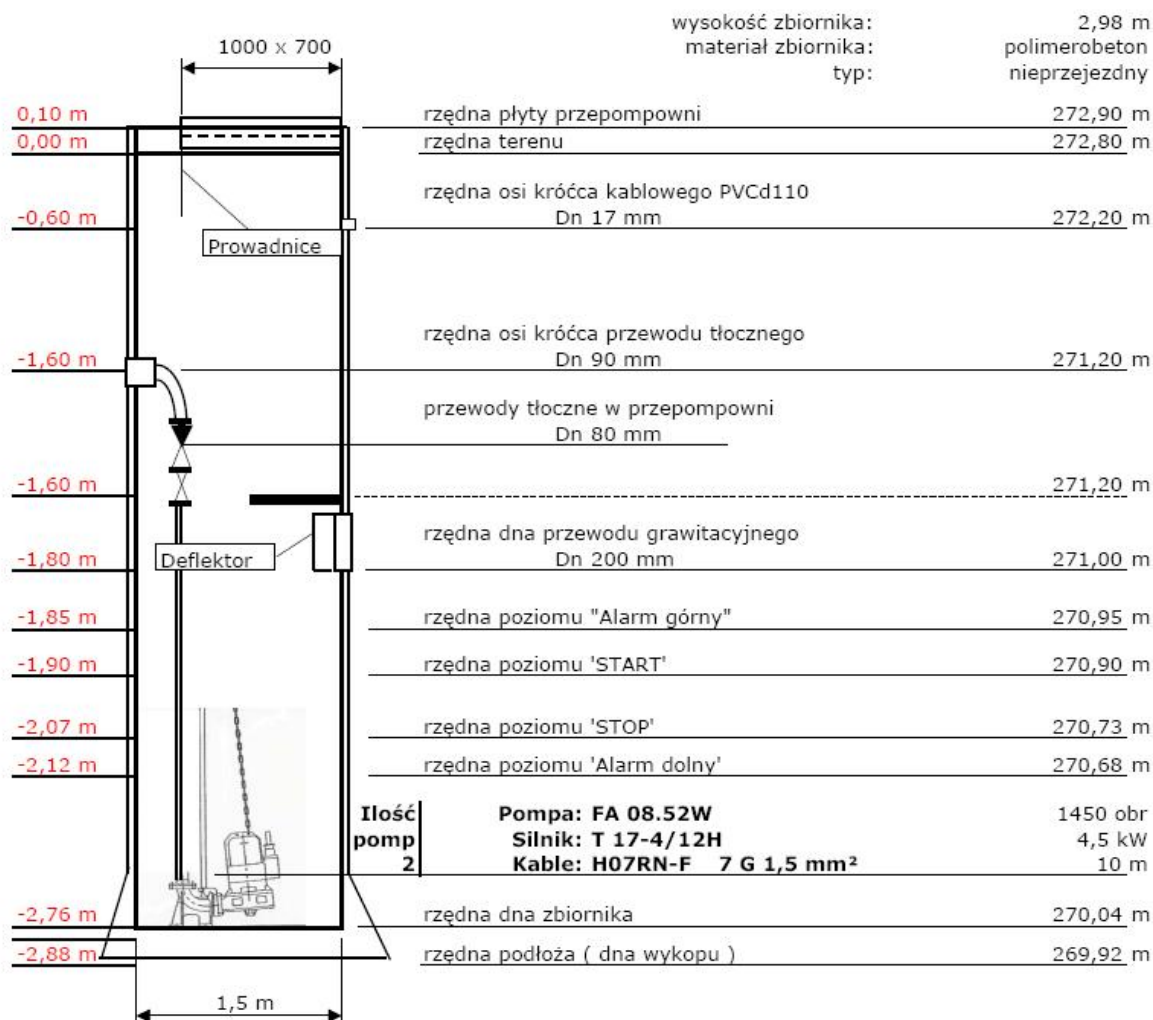 wysokość zbiornika: 2,98 m
materiał zbiornika: polimerobeton
typ: nieprzejezdny
1000 x 700
0,10 m rzędna płyty przepompowni 272,90 m
0,00 m rzędna terenu 272,80 m
rzędna osi króćca kablowego PVCd110
-0,60 m Dn 17 mm 272,20 m
Prowadnice
rzędna osi króćca przewodu tłocznego
-1,60 m Dn 90 mm 271,20 m
przewody tłoczne w przepompowni
Dn 80 mm
-1,60 m 271,20 m
rzędna dna przewodu grawitacyjnego
-1,80 m Deflektor Dn 200 mm 271,00 m
-1,85 m rzędna poziomu "Alarm górny" 270,95 m
-1,90 m rzędna poziomu 'START' 270,90 m
-2,07 m rzędna poziomu 'STOP' 270,73 m
-2,12 m rzędna poziomu 'Alarm dolny' 270,68 m
Ilość Pompa: FA 08.52W 1450 obr
pomp Silnik: T 17-4/12H 4,5 kW
2 Kable: H07RN-F 7 G 1,5 mm² 10 m
-2,76 m rzędna dna zbiornika 270,04 m
-2,88 m rzędna podłoża ( dna wykopu ) 269,92 m
1,5 m